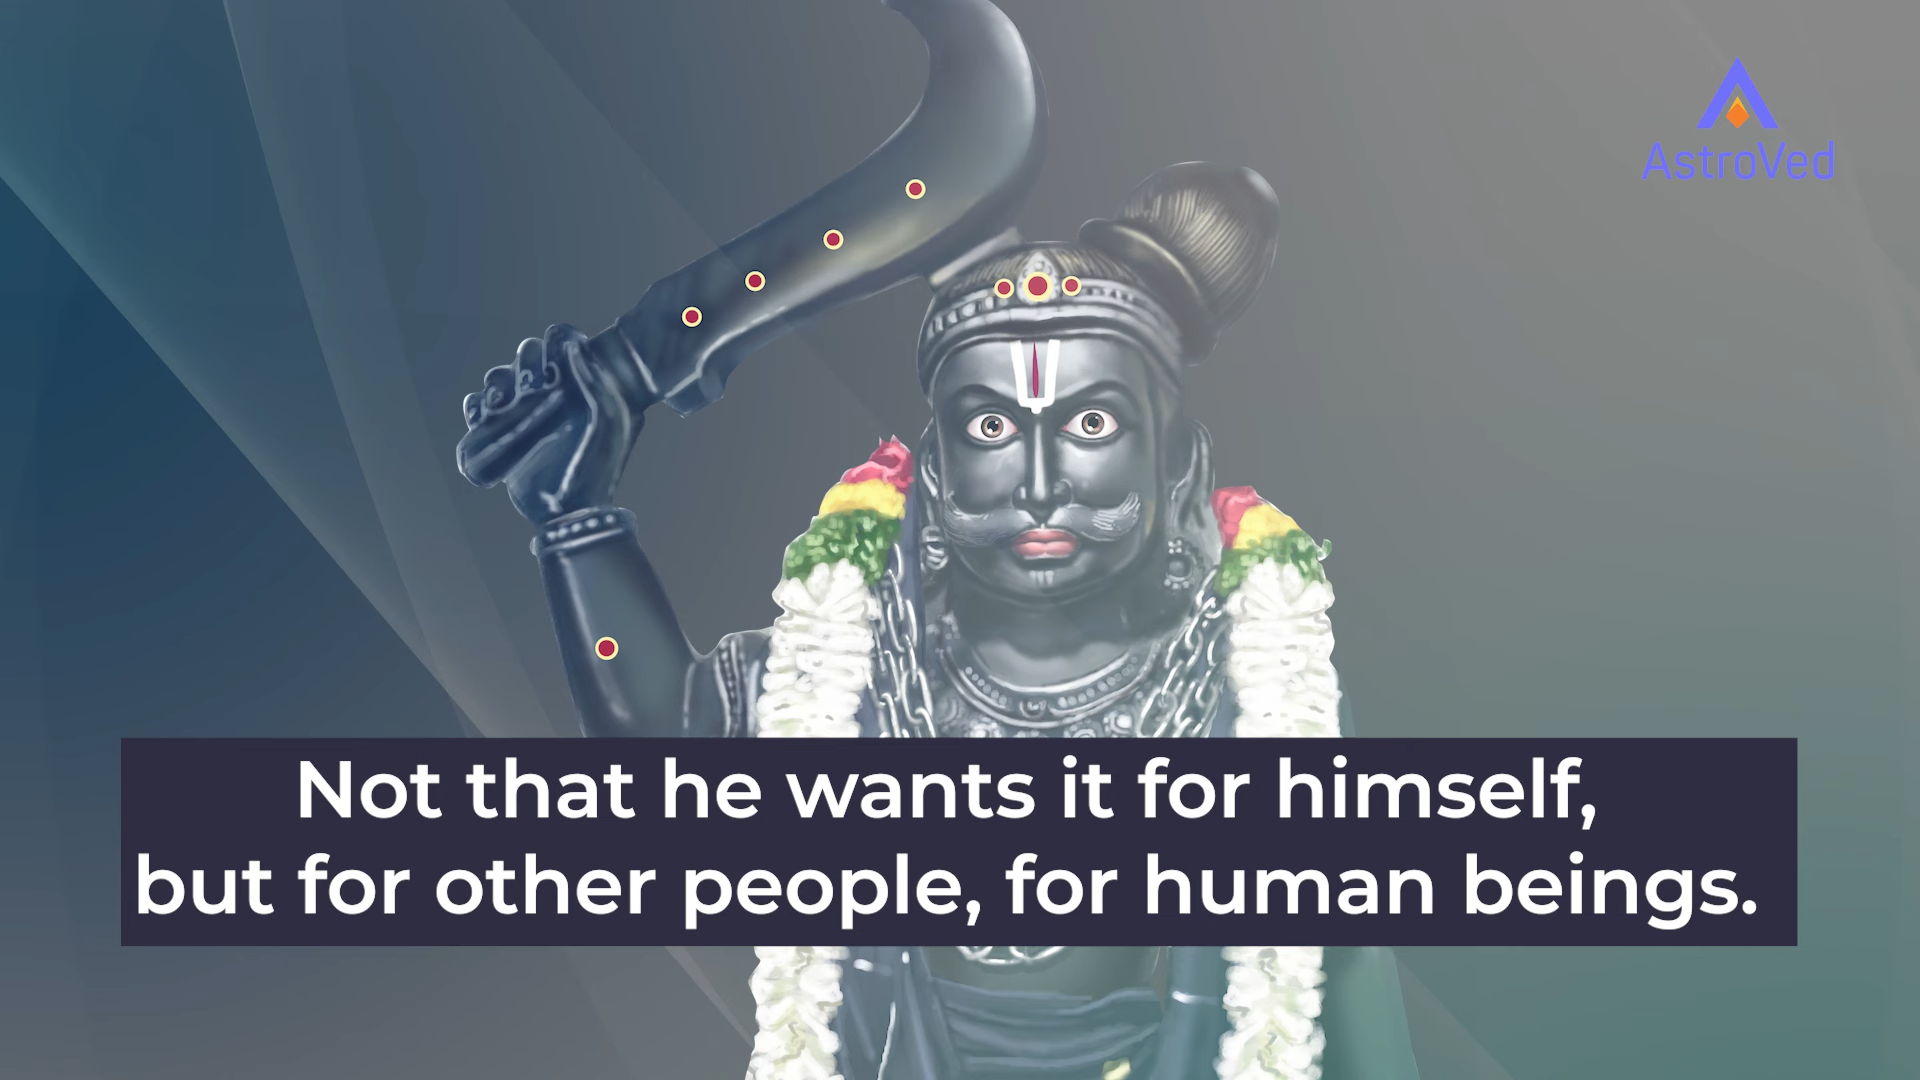 AstroVed
Not that he wants it for himself,
but for other people, for human beings.